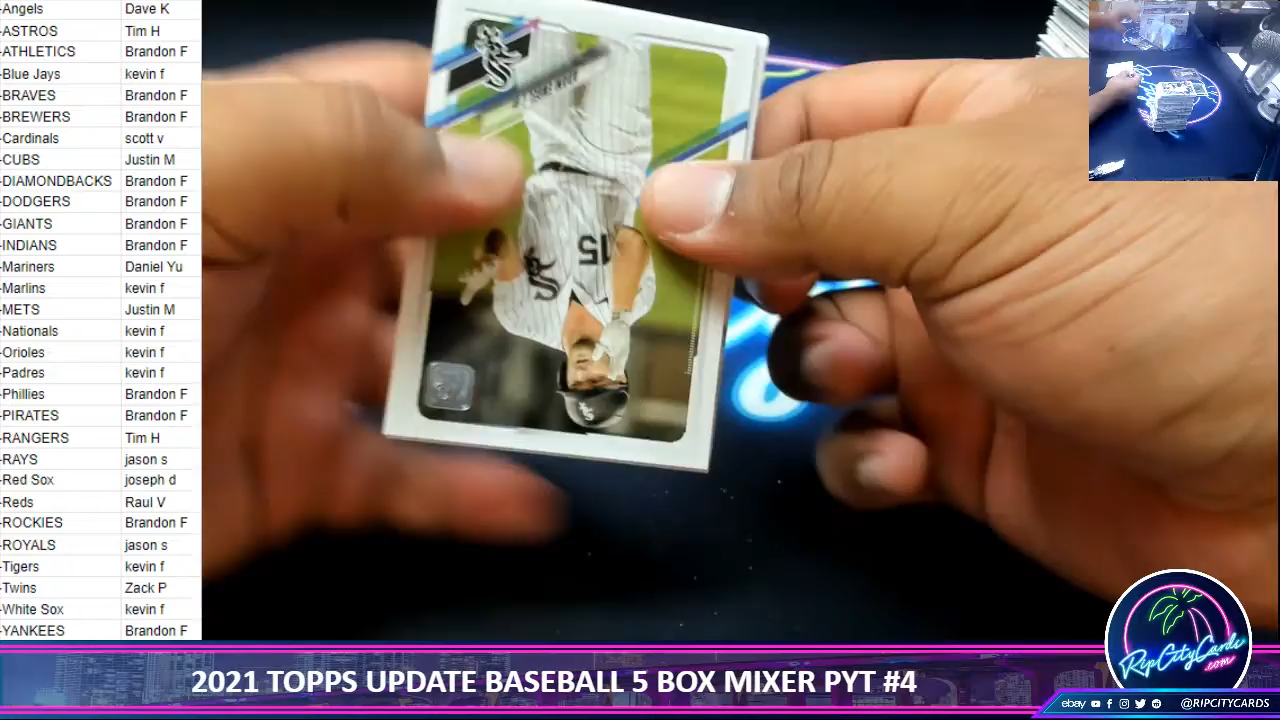 -Angels Dave K
-ASTROS Tim H
-ATHLETICS Brandon F
-Blue Jays kevin f
-BRAVES Brandon F
-BREWERS Brandon F
-Cardinals scott v
-CUBS Justin M
-DIAMONDBACKS Brandon F
-DODGERS Brandon F
-GIANTS Brandon F
-INDIANS Brandon F
-Mariners Daniel Yu
-Marlins kevin f
-METS Justin M
-Nationals kevin f
-Orioles kevin f
-Padres kevin f
-Phillies Brandon F
-PIRATES Brandon F
-RANGERS Tim H
-RAYS jason s
-Red Sox joseph d
-Reds Raul V
-ROCKIES Brandon F
-ROYALS jason s
-Tigers kevin f
-Twins Zack P
-White Sox kevin f
-YANKEES Brandon F
Sox
15
RipCityCards
.com
2021 TOPPS UPDATE BASEBALL 5 BOX MIXER PYT #4
ebay @RIPCITYCARDS